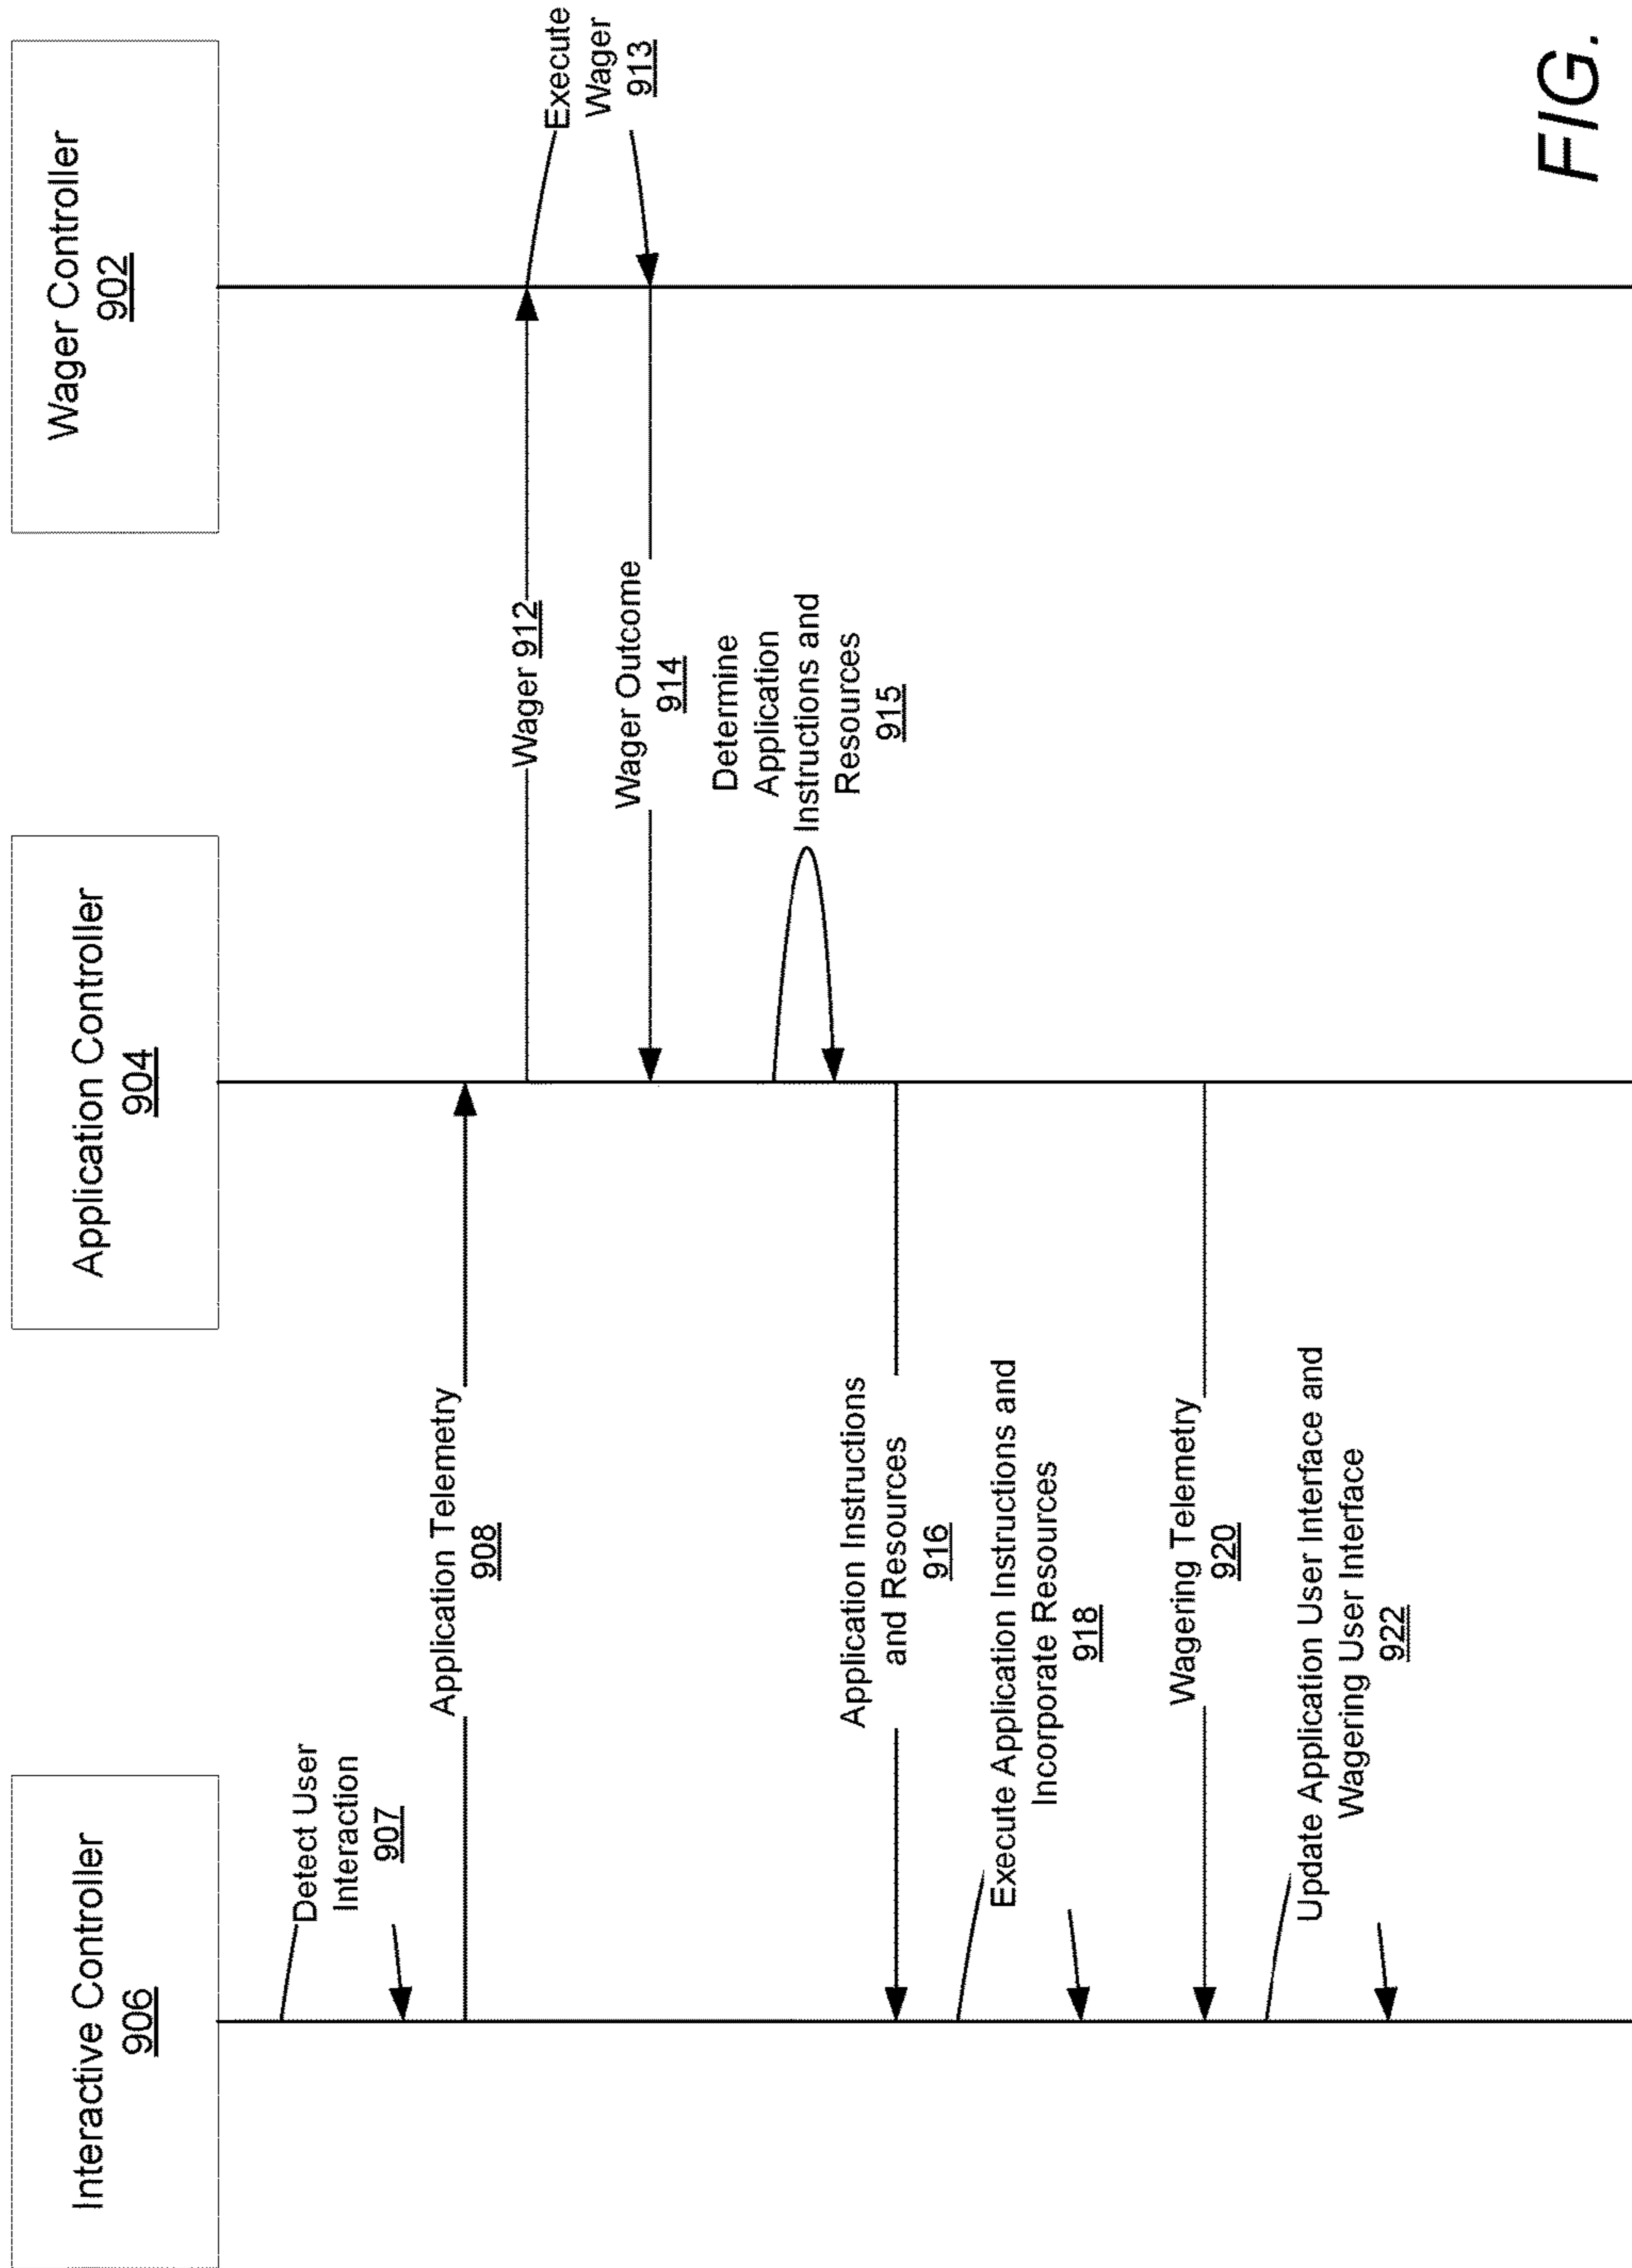 Interactive Controller
906
Application Controller
904
Wager Controller
902
Detect User
Interaction
907
Application Telemetry
908
Wager 912
Execute
Wager
913
Wager Outcome
914
Determine
Application
Instructions and
Resources
915
Application Instructions
and Resources
916
Execute Application Instructions and
Incorporate Resources
918
Wagering Telemetry
920
Update Application User Interface and
Wagering User Interface
922
FIG.